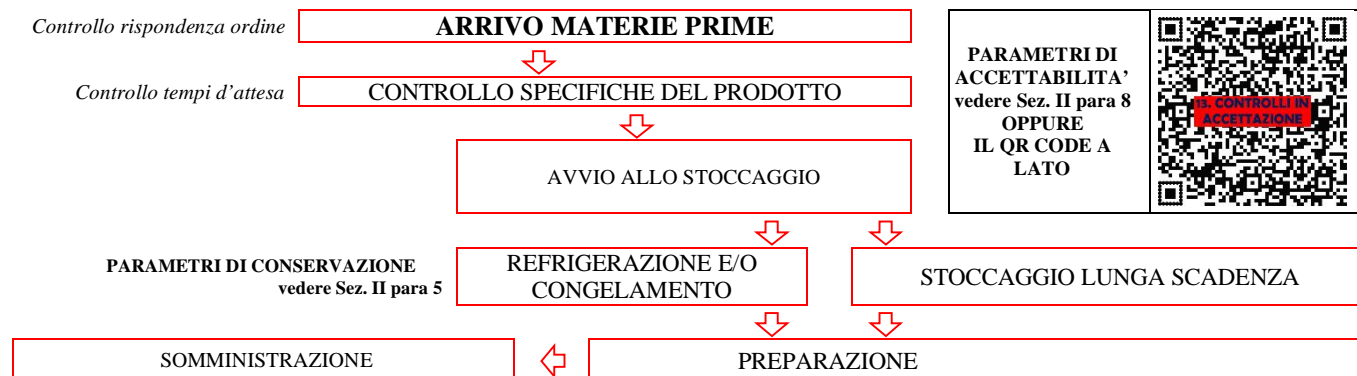 Controllo rispondenza ordine
ARRIVO MATERIE PRIME
Controllo tempi d'attesa
CONTROLLO SPECIFICHE DEL PRODOTTO
PARAMETRI DI
ACCETTABILITA'
vedere Sez. II para 8
OPPURE
IL QR CODE A
LATO
13. CONTROLLI IN
ACCETTAZIONE
AVVIO ALLO STOCCAGGIO
PARAMETRI DI CONSERVAZIONE
vedere Sez. II para 5
REFRIGERAZIONE E/O
CONGELAMENTO
STOCCAGGIO LUNGA SCADENZA
SOMMINISTRAZIONE
PREPARAZIONE